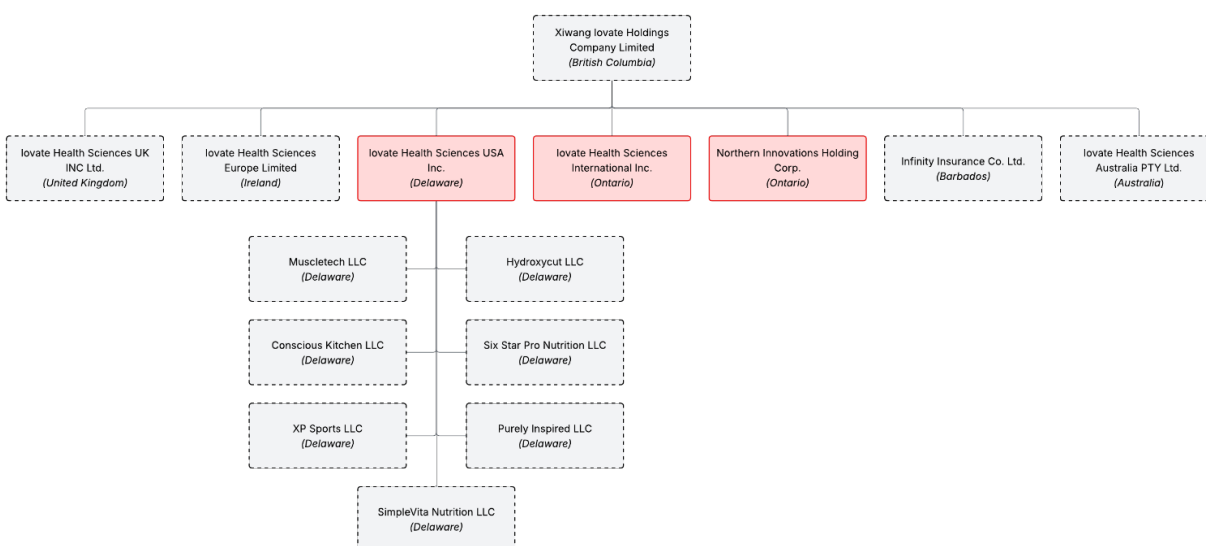 Xiwang Iovate Holdings
Company Limited
(British Columbia)
Iovate Health Sciences UK
INC Ltd.
(United Kingdom)
Iovate Health Sciences
Europe Limited
(Ireland)
Iovate Health Sciences USA
Inc.
(Delaware)
Iovate Health Sciences
International Inc.
(Ontario)
Northern Innovations Holding
Corp.
(Ontario)
Infinity Insurance Co. Ltd.
(Barbados)
Iovate Health Sciences
Australia PTY Ltd.
(Australia)
Muscletech LLC
(Delaware)
Hydroxycut LLC
(Delaware)
Conscious Kitchen LLC
(Delaware)
Six Star Pro Nutrition LLC
(Delaware)
XP Sports LLC
(Delaware)
Purely Inspired LLC
(Delaware)
SimpleVita Nutrition LLC
(Delaware)